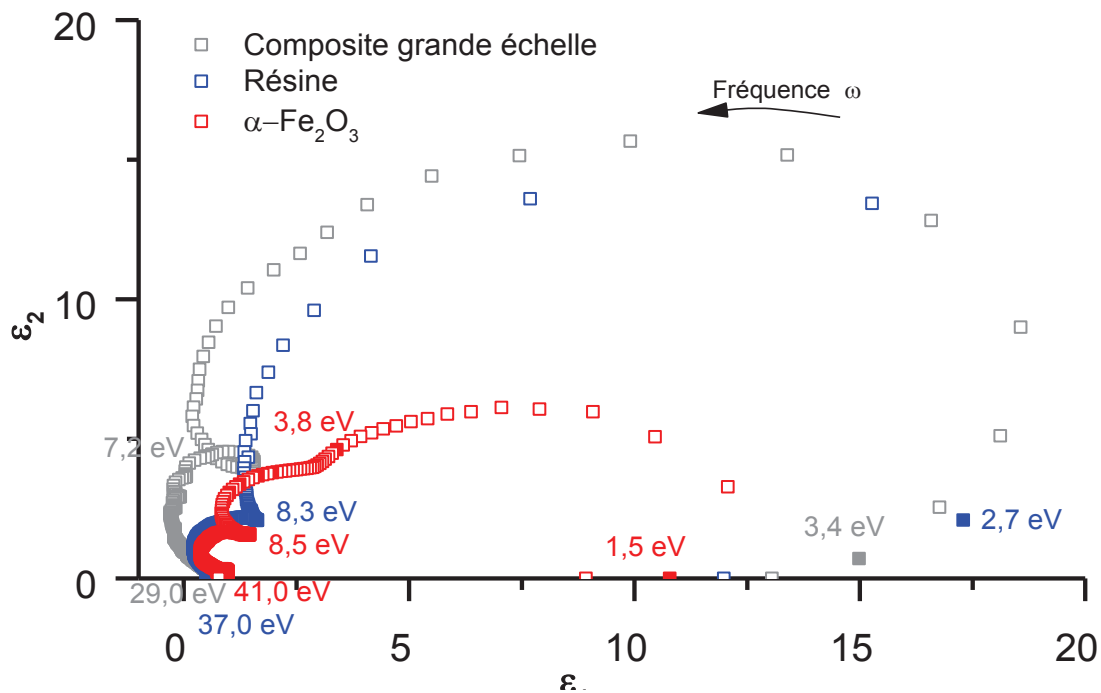 20
Composite grande échelle
Résine
α−Fe₂O₃
Fréquence ω
10
ε₂
3,8 eV
7,2 eV
8,3 eV
8,5 eV
2,7 eV
3,4 eV
1,5 eV
0
29,0 eV
41,0 eV
37,0 eV
0
5
10
15
20